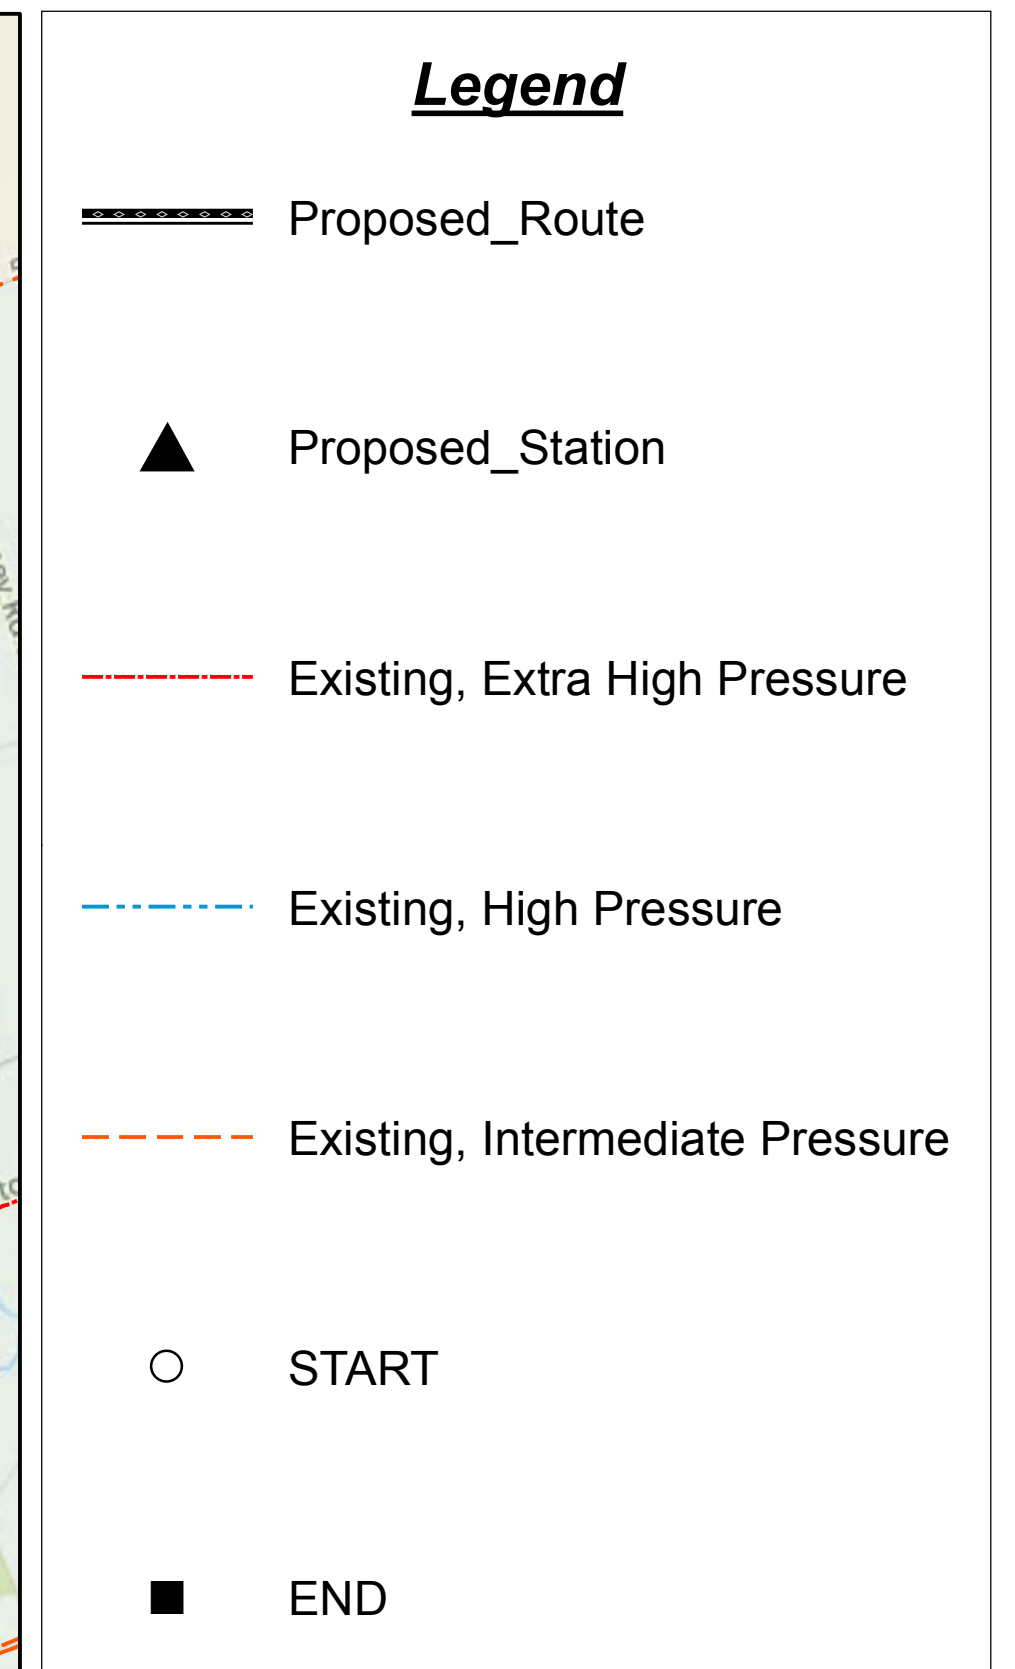 Legend
Proposed_Route
Proposed_Station
Existing, Extra High Pressure
Existing, High Pressure
Existing, Intermediate Pressure
START
END